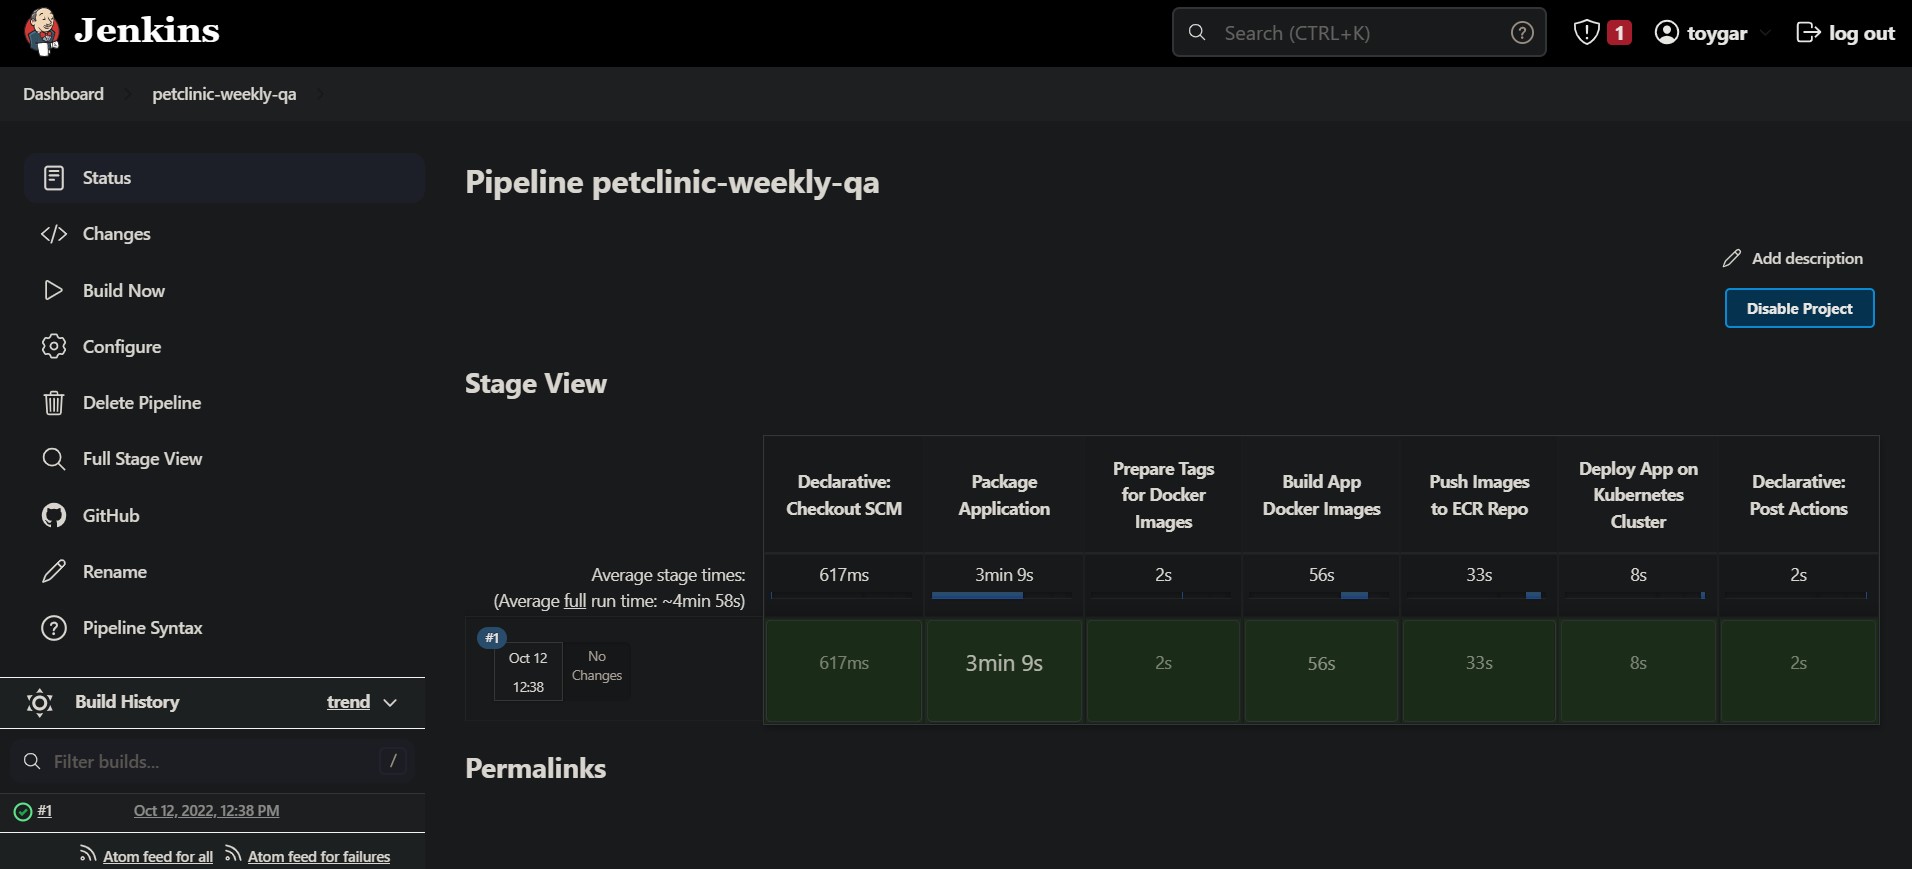 Jenkins
Search (CTRL+K)
?
1
toygar
log out
Dashboard
petclinic-weekly-qa
Status
Changes
Build Now
Configure
Delete Pipeline
Full Stage View
GitHub
Rename
? Pipeline Syntax
Build History
trend
Filter builds...
/
#1
Oct 12, 2022, 12:38 PM
Atom feed for all
Atom feed for failures
Pipeline petclinic-weekly-qa
Add description
Disable Project
Stage View
Declarative:
Checkout SCM
Package
Application
Prepare Tags
for Docker
Images
Build App
Docker Images
Push Images
to ECR Repo
Deploy App on
Kubernetes
Cluster
Declarative:
Post Actions
Average stage times:
(Average full run time: ~4min 58s)
617ms
3min 9s
2s
56s
33s
8s
2s
#1
Oct 12
12:38
No
Changes
617ms
3min 9s
2s
56s
33s
8s
2s
Permalinks